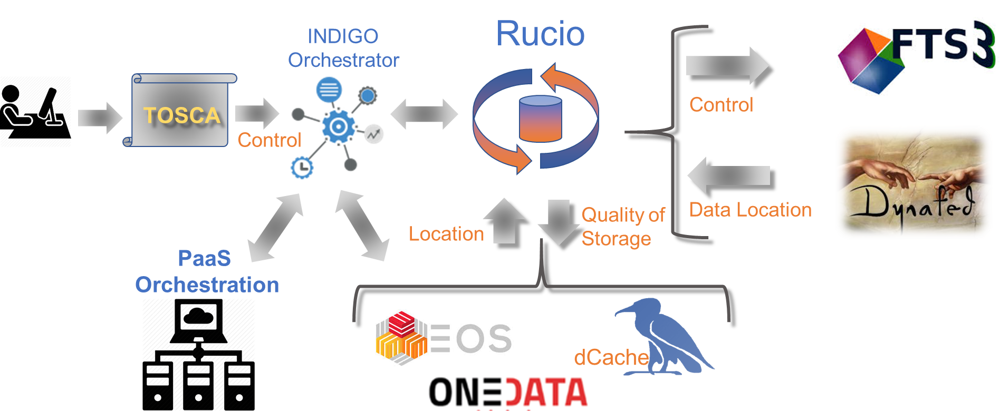 INDIGO
Orchestrator
Rucio
FTS3
TOSCA
Control
Control
Dynafed
Location
Quality of
Storage
Data Location
PaaS
Orchestration
EOS
dCache
ONEDATA